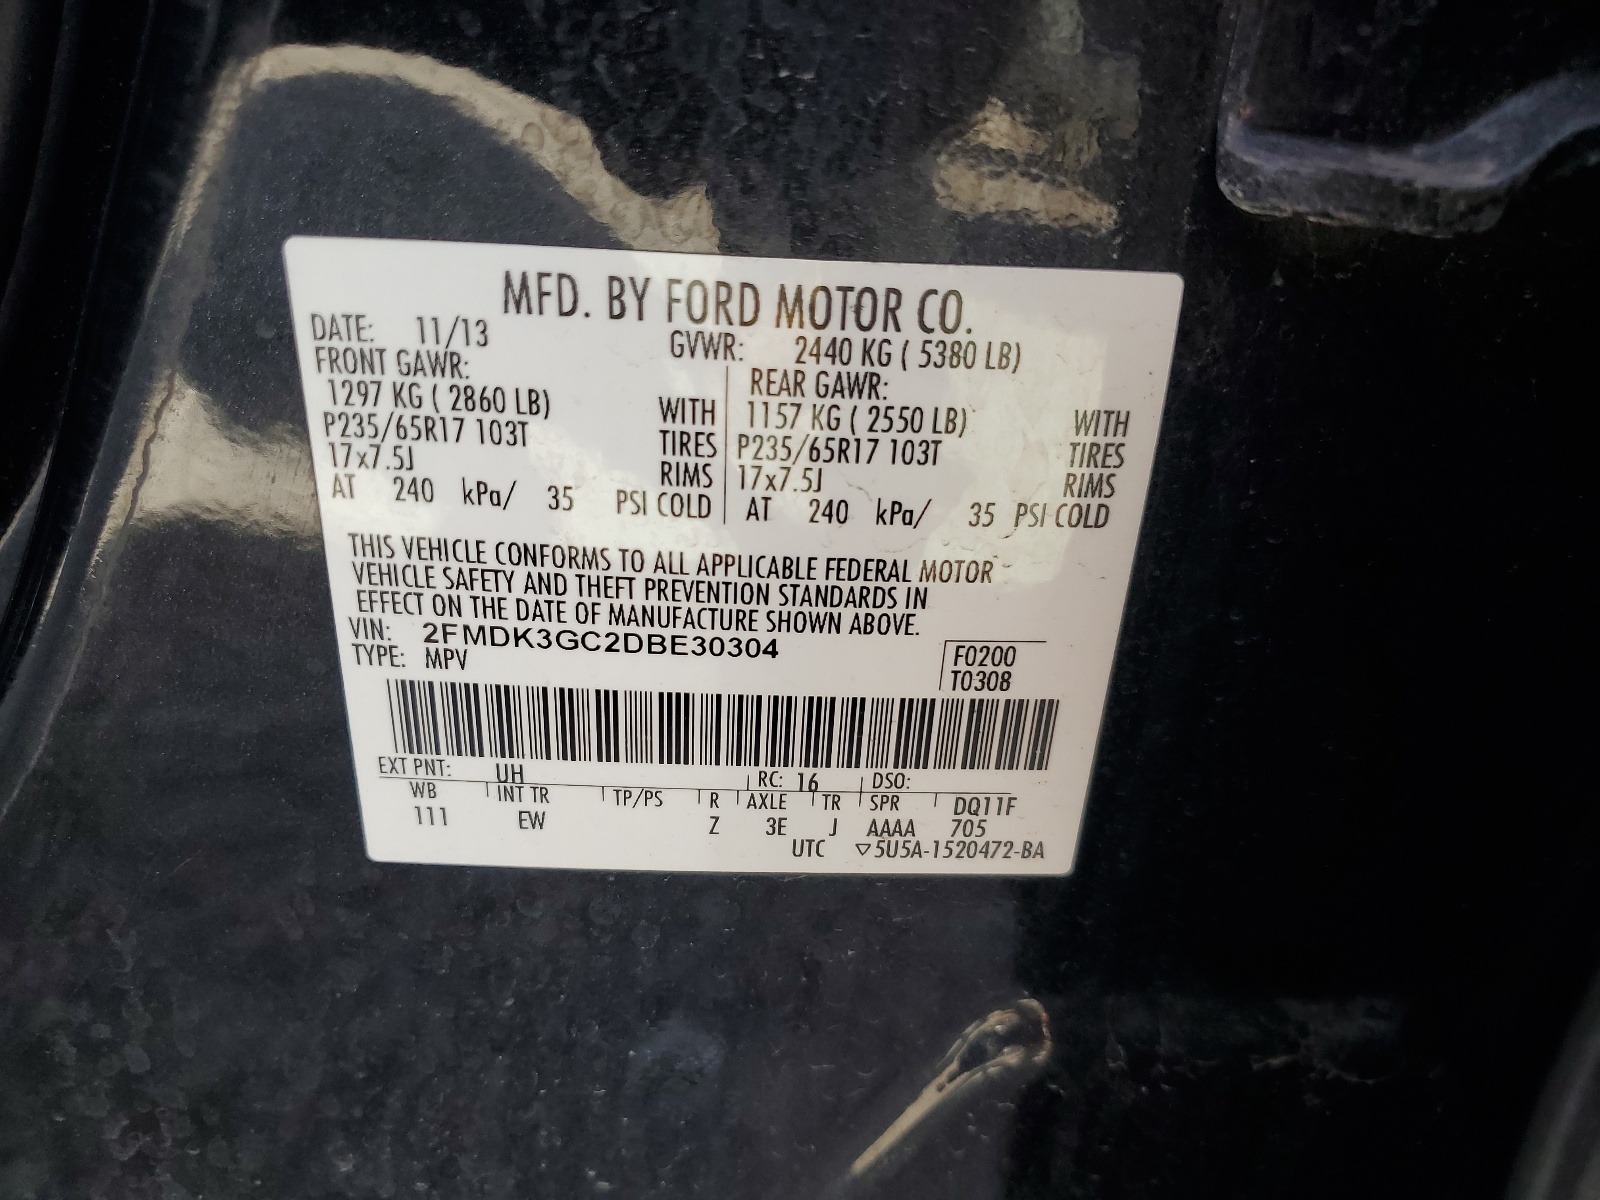 MFD. BY FORD MOTOR CO.
DATE: 11/13 GVWR: 2440 KG ( 5380 LB)
FRONT GAWR: REAR GAWR:
1297 KG ( 2860 LB) WITH 1157 KG ( 2550 LB) WITH
P235/65R17 103T TIRES P235/65R17 103T TIRES
17x7.5J RIMS 17x7.5J RIMS
AT 240 kPa/ 35 PSI COLD AT 240 kPa/ 35 PSI COLD
THIS VEHICLE CONFORMS TO ALL APPLICABLE FEDERAL MOTOR
VEHICLE SAFETY AND THEFT PREVENTION STANDARDS IN
EFFECT ON THE DATE OF MANUFACTURE SHOWN ABOVE.
VIN: 2FMDK3GC2DBE30304 F0200
TYPE: MPV T0308
EXT PNT: UH RC: 16 DSO:
WB INT TR TP/PS R AXLE TR SPR DQ11F
111 EW Z 3E J AAAA 705
UTC ▽5U5A-1520472-BA